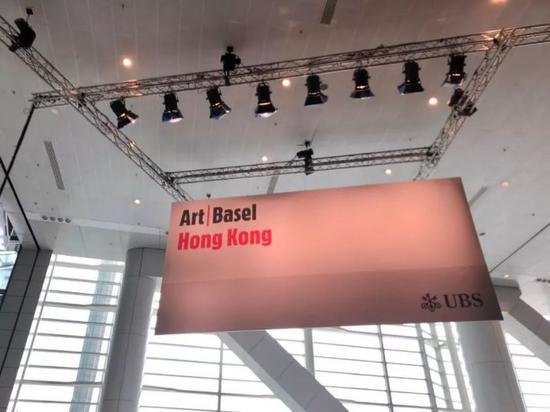 Art | Basel
Hong Kong
UBS